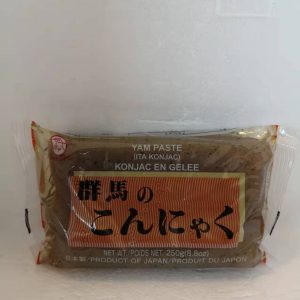 YAM PASTE
(ITA KONJAC)
KONJAC EN GELEE
群馬の
こんにゃく
NET WT./POIDS NET. 250g(8.8oz)
日本製/PRODUCT OF JAPAN/PRODUIT DU JAPON